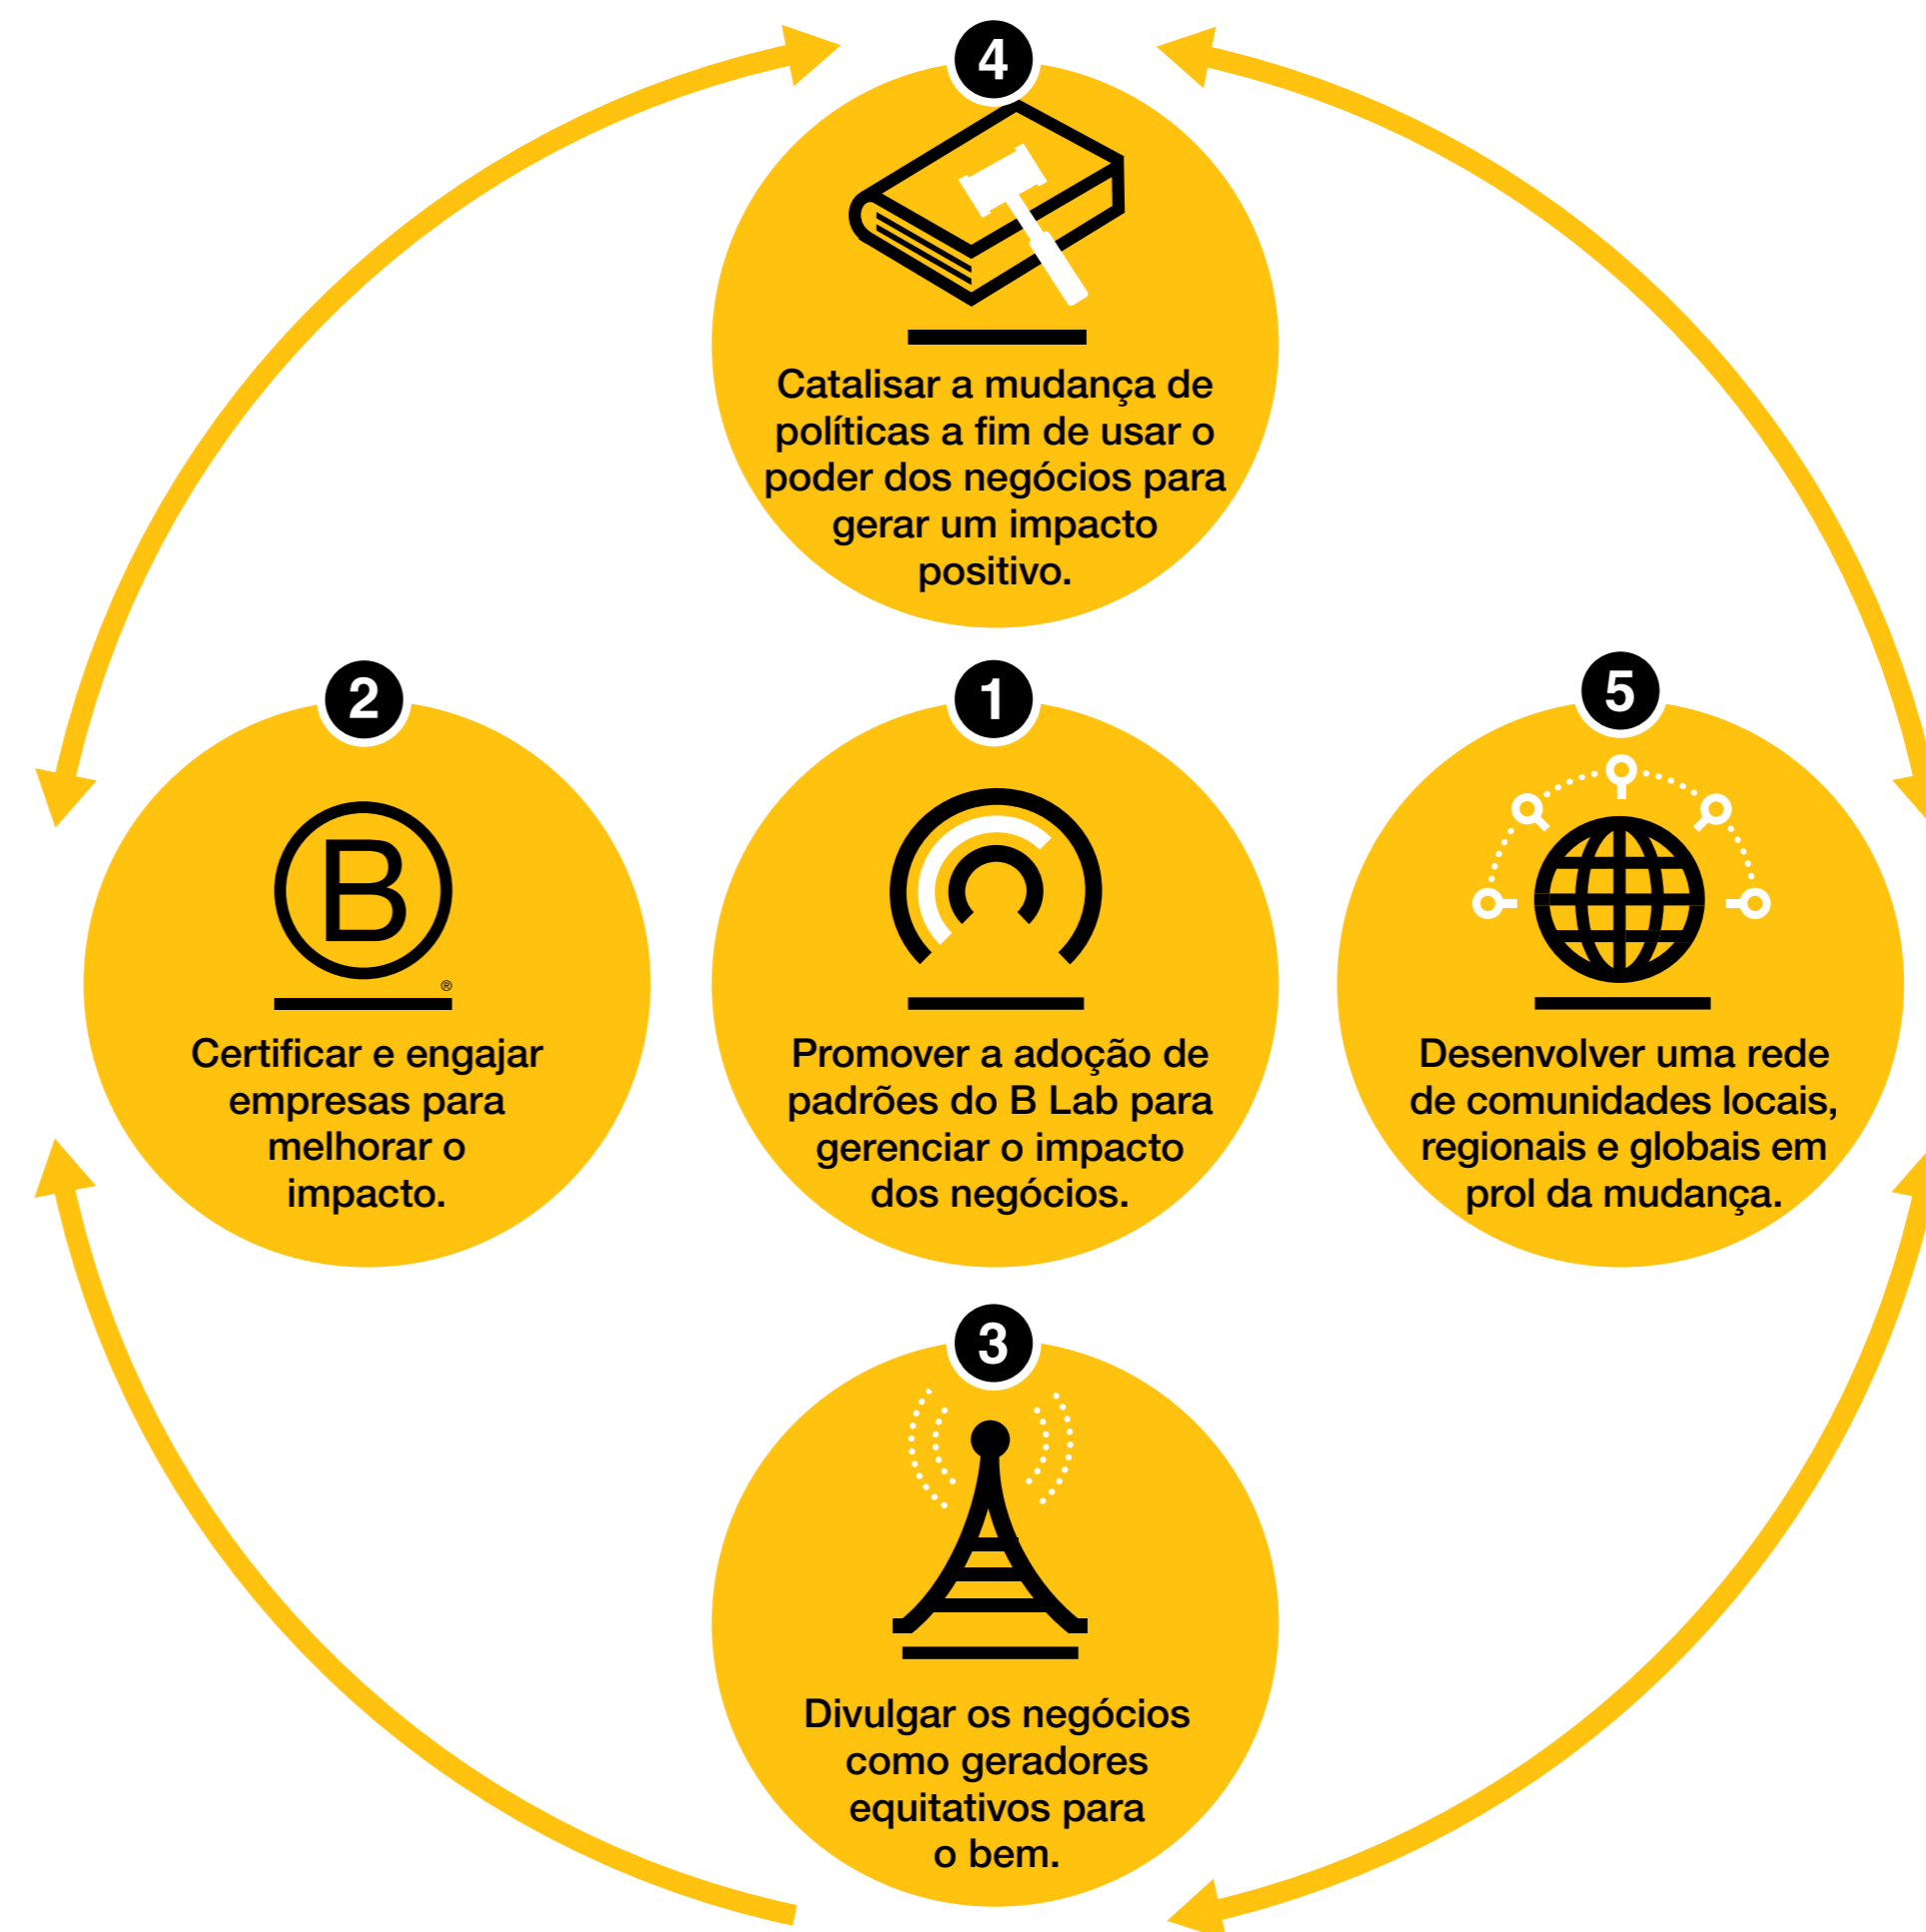 4
Catalisar a mudança de
políticas a fim de usar o
poder dos negócios para
gerar um impacto
positivo.
2
B
®
Certificar e engajar
empresas para
melhorar o
impacto.
1
Promover a adoção de
padrões do B Lab para
gerenciar o impacto
dos negócios.
5
Desenvolver uma rede
de comunidades locais,
regionais e globais em
prol da mudança.
3
Divulgar os negócios
como geradores
equitativos para
o bem.